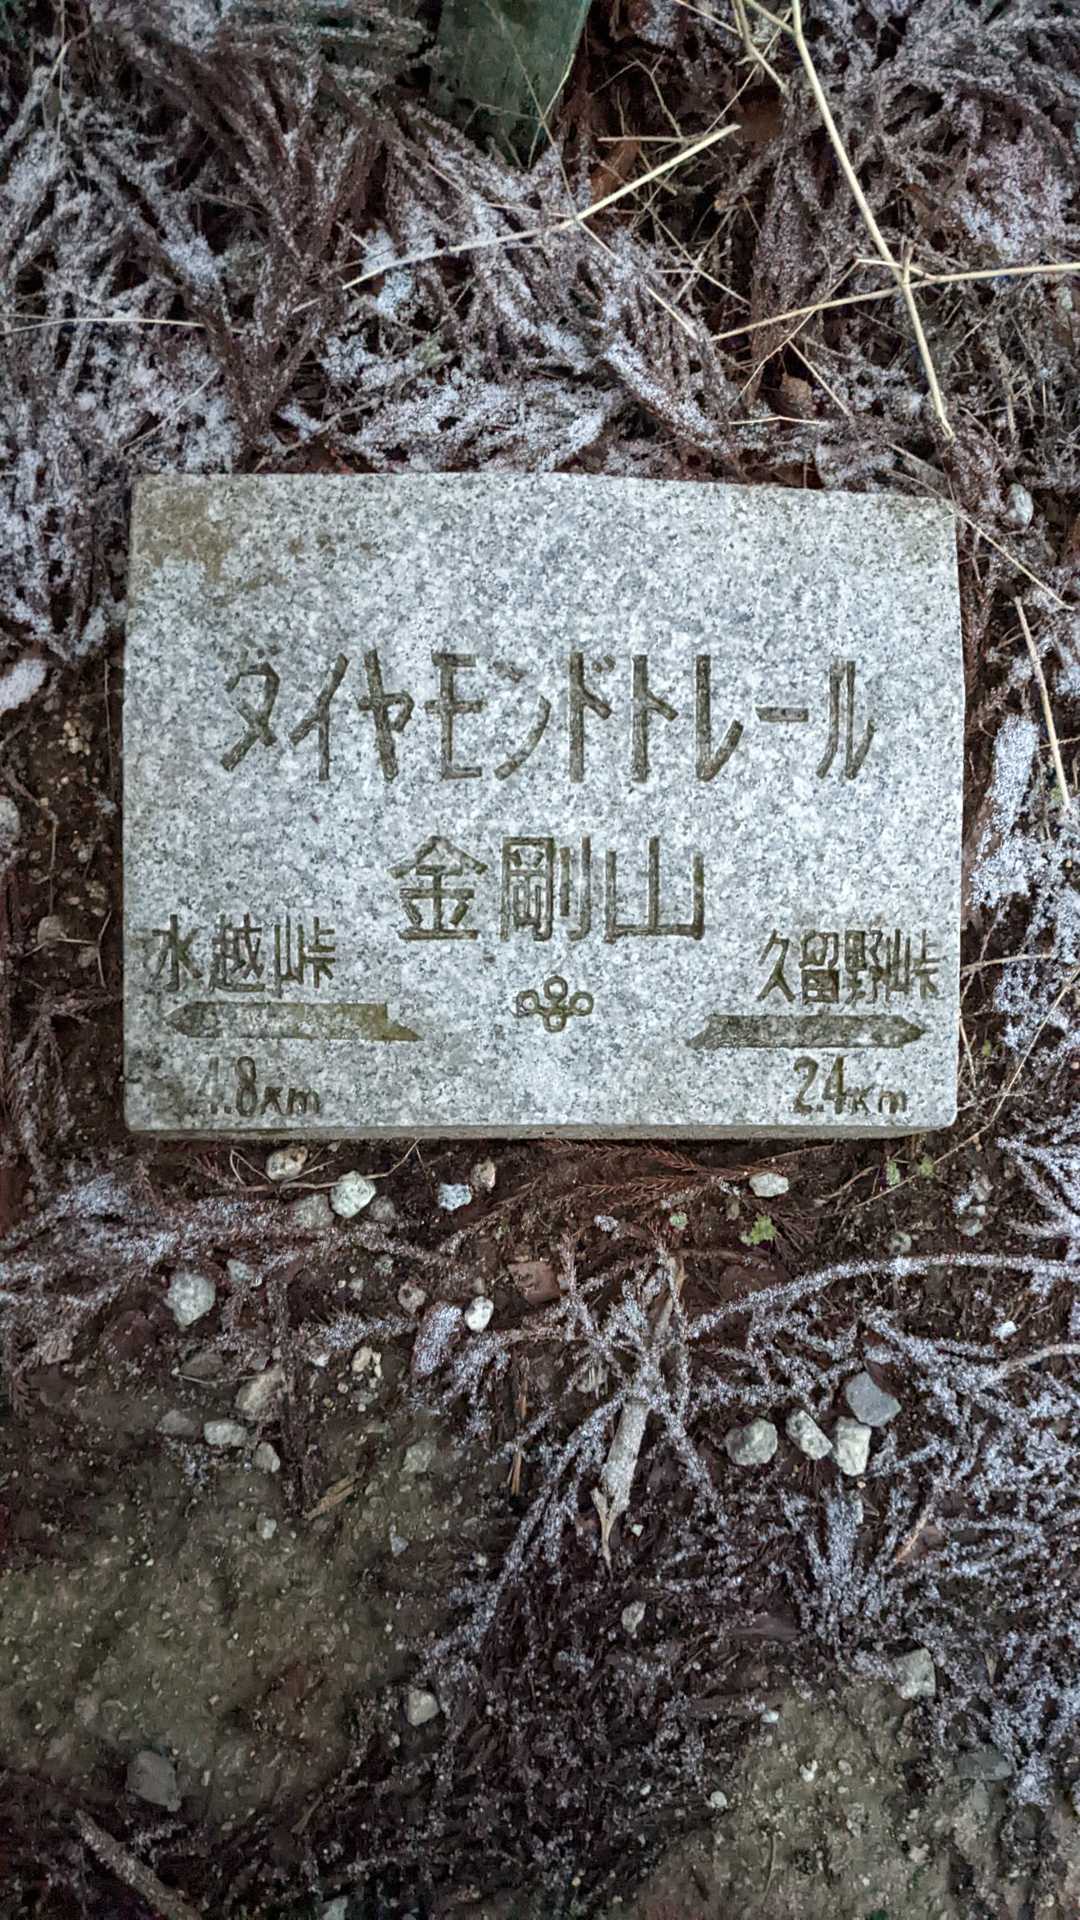 ダイヤモンドトレール
金剛山
水越峠
久留野峠
2.4Km